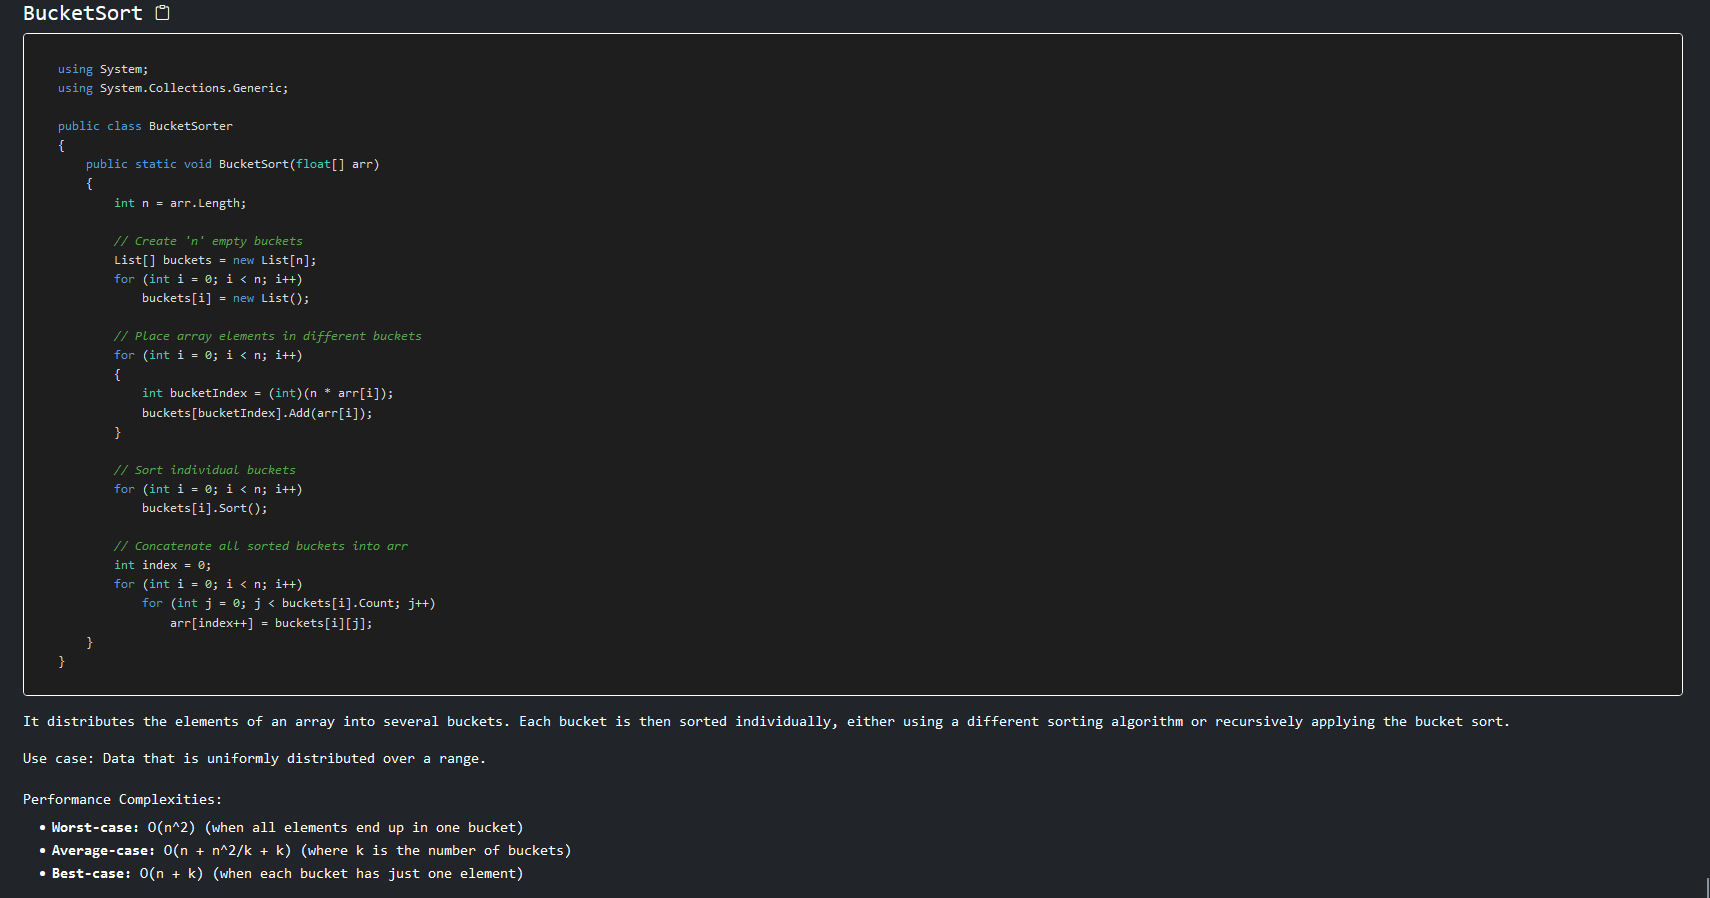 BucketSort
using System;
using System.Collections.Generic;
public class BucketSorter
{
    public static void BucketSort(float[] arr)
    {
        int n = arr.Length;
        // Create 'n' empty buckets
        List[] buckets = new List[n];
        for (int i = 0; i < n; i++)
            buckets[i] = new List();
        // Place array elements in different buckets
        for (int i = 0; i < n; i++)
        {
            int bucketIndex = (int)(n * arr[i]);
            buckets[bucketIndex].Add(arr[i]);
        }
        // Sort individual buckets
        for (int i = 0; i < n; i++)
            buckets[i].Sort();
        // Concatenate all sorted buckets into arr
        int index = 0;
        for (int i = 0; i < n; i++)
            for (int j = 0; j < buckets[i].Count; j++)
                arr[index++] = buckets[i][j];
    }
}
It distributes the elements of an array into several buckets. Each bucket is then sorted individually, either using a different sorting algorithm or recursively applying the bucket sort.
Use case: Data that is uniformly distributed over a range.
Performance Complexities:
• Worst-case: O(n^2) (when all elements end up in one bucket)
• Average-case: O(n + n^2/k + k) (where k is the number of buckets)
• Best-case: O(n + k) (when each bucket has just one element)